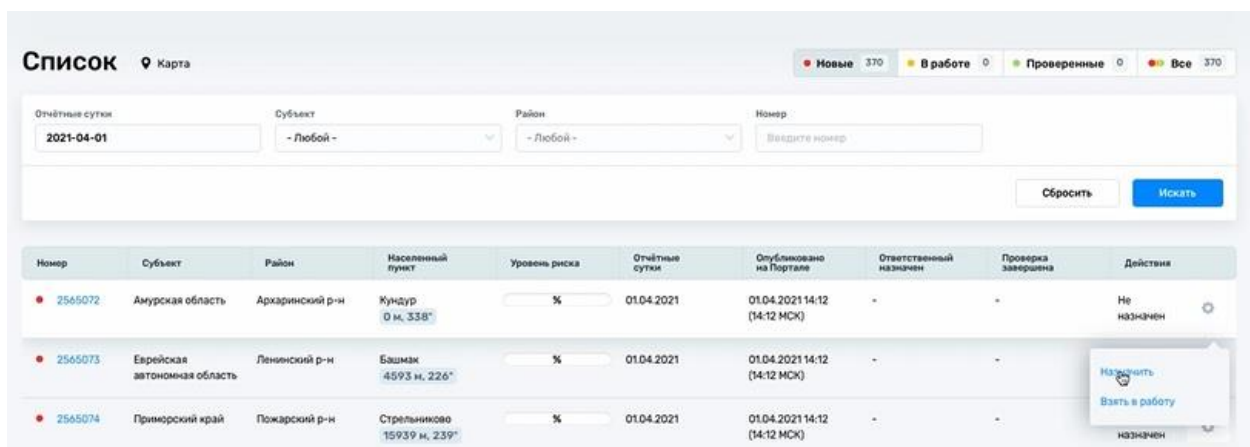 Список Карта
Новые 370 В работе 0 Проверенные 0 Все 370
Отчётные сутки Субъект Район Номер
2021-04-01 - Любой - - Любой - Введите номер
Сбросить Искать
Номер Субъект Район Населенный пункт Уровень риска Отчётные сутки Опубликовано на Портале Ответственный назначен Проверка завершена Действия
2565072 Амурская область Архаринский р-н Кундур % 01.04.2021 01.04.2021 14:12 - - Не
0 м, 338° (14:12 МСК) назначен
2565073 Еврейская Ленинский р-н Башмак % 01.04.2021 01.04.2021 14:12 - -
автономная область 4593 м, 226° (14:12 МСК)
Назначить
Взять в работу
2565074 Приморский край Пожарский р-н Стрельниково % 01.04.2021 01.04.2021 14:12 - -
15939 м, 239° (14:12 МСК) назначен